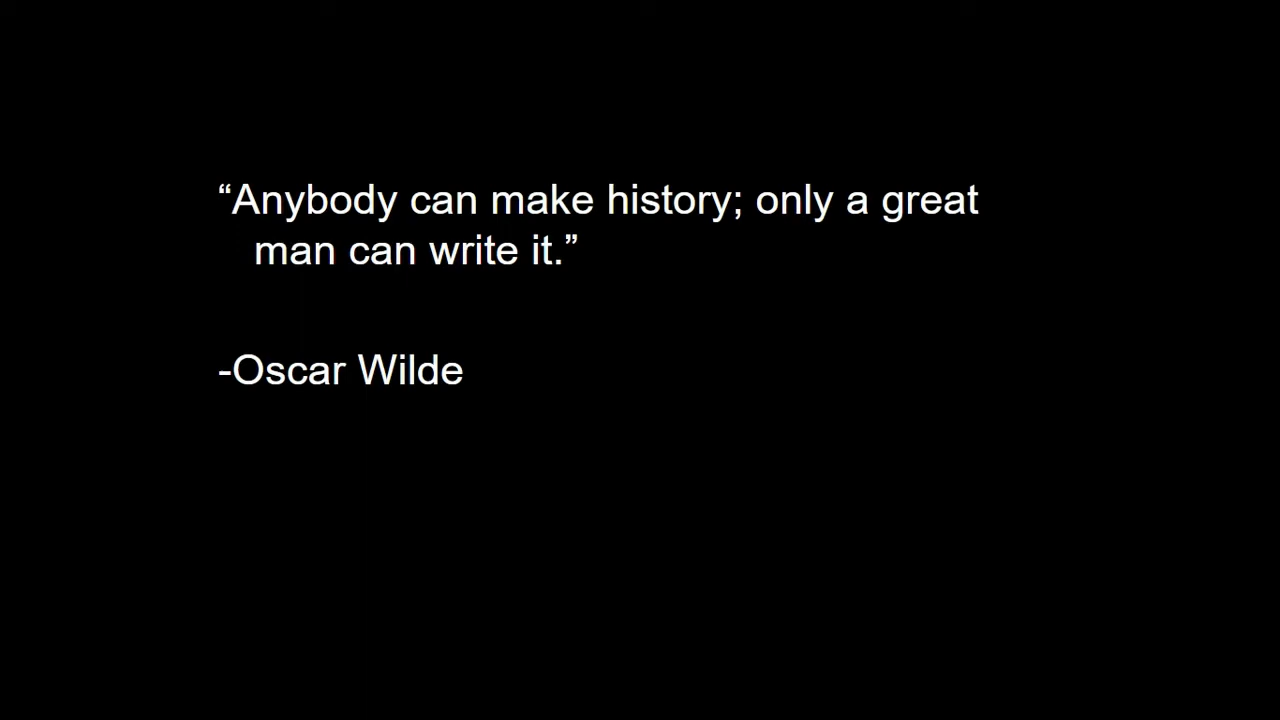 “Anybody can make history; only a great
man can write it.”
-Oscar Wilde